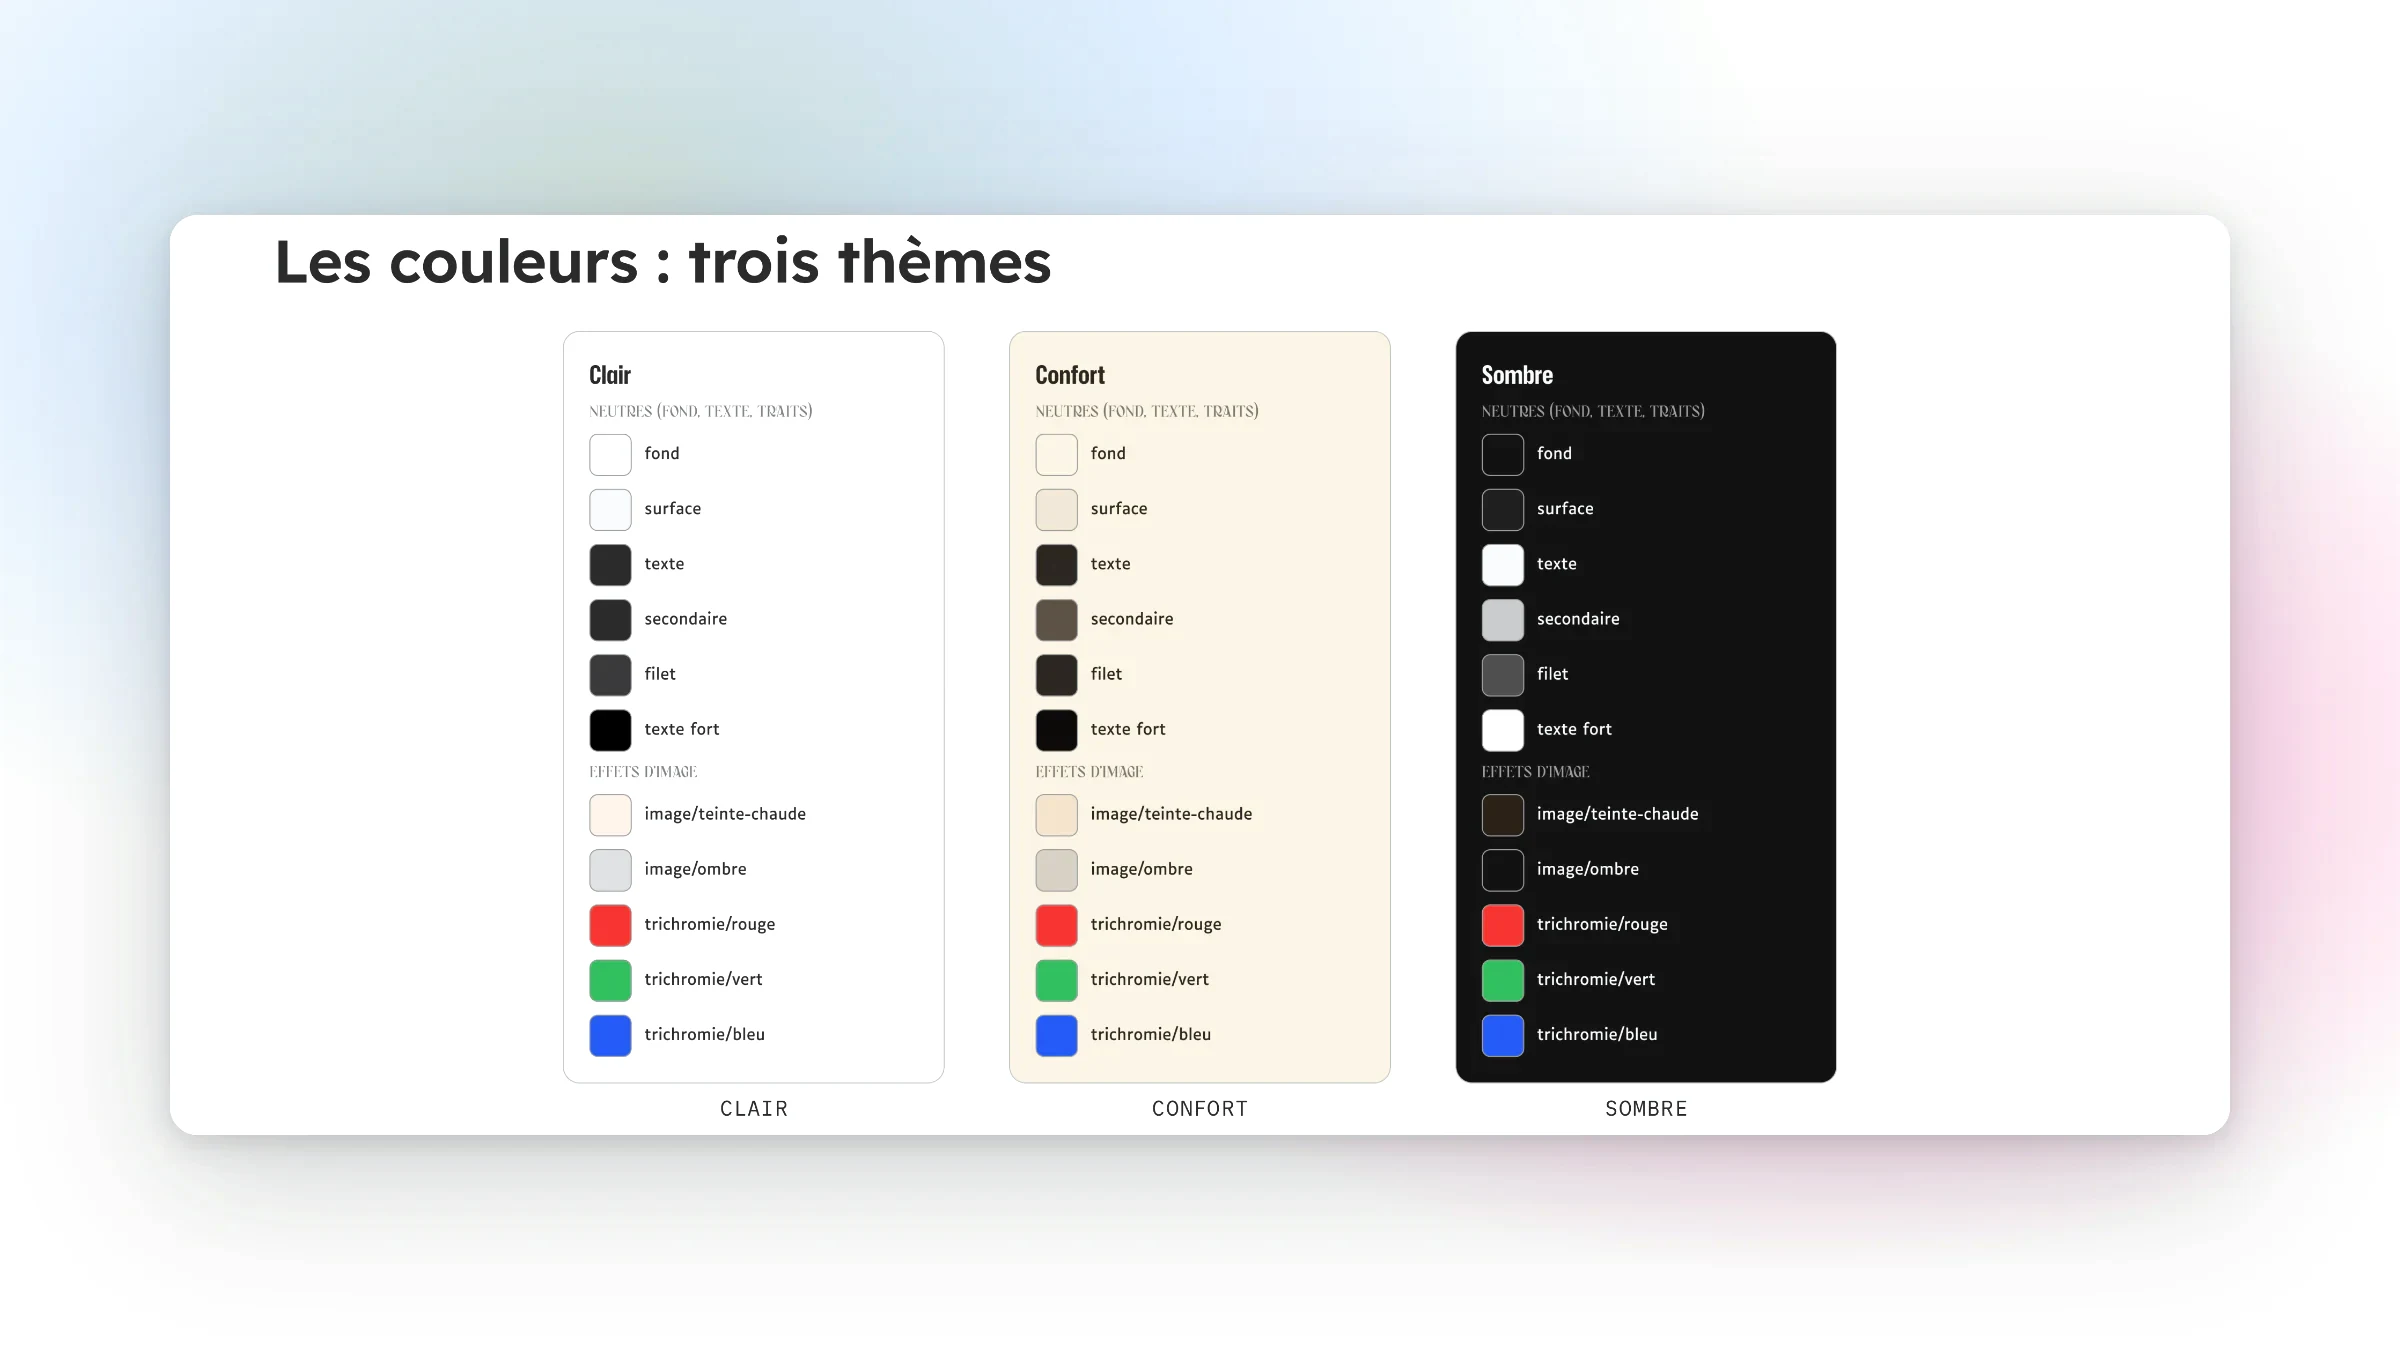 Les couleurs : trois thèmes
Clair
NEUTRES (FOND, TEXTE, TRAITS)
fond
surface
texte
secondaire
filet
texte fort
EFFETS D'IMAGE
image/teinte-chaude
image/ombre
trichromie/rouge
trichromie/vert
trichromie/bleu
CLAIR
Confort
NEUTRES (FOND, TEXTE, TRAITS)
fond
surface
texte
secondaire
filet
texte fort
EFFETS D'IMAGE
image/teinte-chaude
image/ombre
trichromie/rouge
trichromie/vert
trichromie/bleu
CONFORT
Sombre
NEUTRES (FOND, TEXTE, TRAITS)
fond
surface
texte
secondaire
filet
texte fort
EFFETS D'IMAGE
image/teinte-chaude
image/ombre
trichromie/rouge
trichromie/vert
trichromie/bleu
SOMBRE